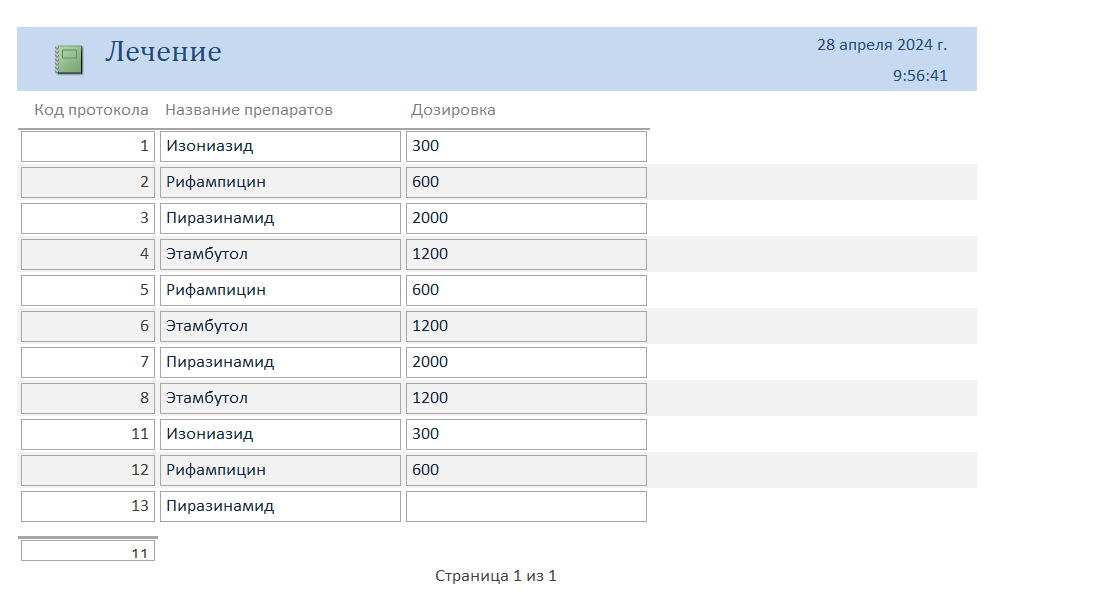 Лечение
28 апреля 2024 г.
9:56:41
Код протокола Название препаратов Дозировка
1 Изониазид 300
2 Рифампицин 600
3 Пиразинамид 2000
4 Этамбутол 1200
5 Рифампицин 600
6 Этамбутол 1200
7 Пиразинамид 2000
8 Этамбутол 1200
11 Изониазид 300
12 Рифампицин 600
13 Пиразинамид
11
Страница 1 из 1